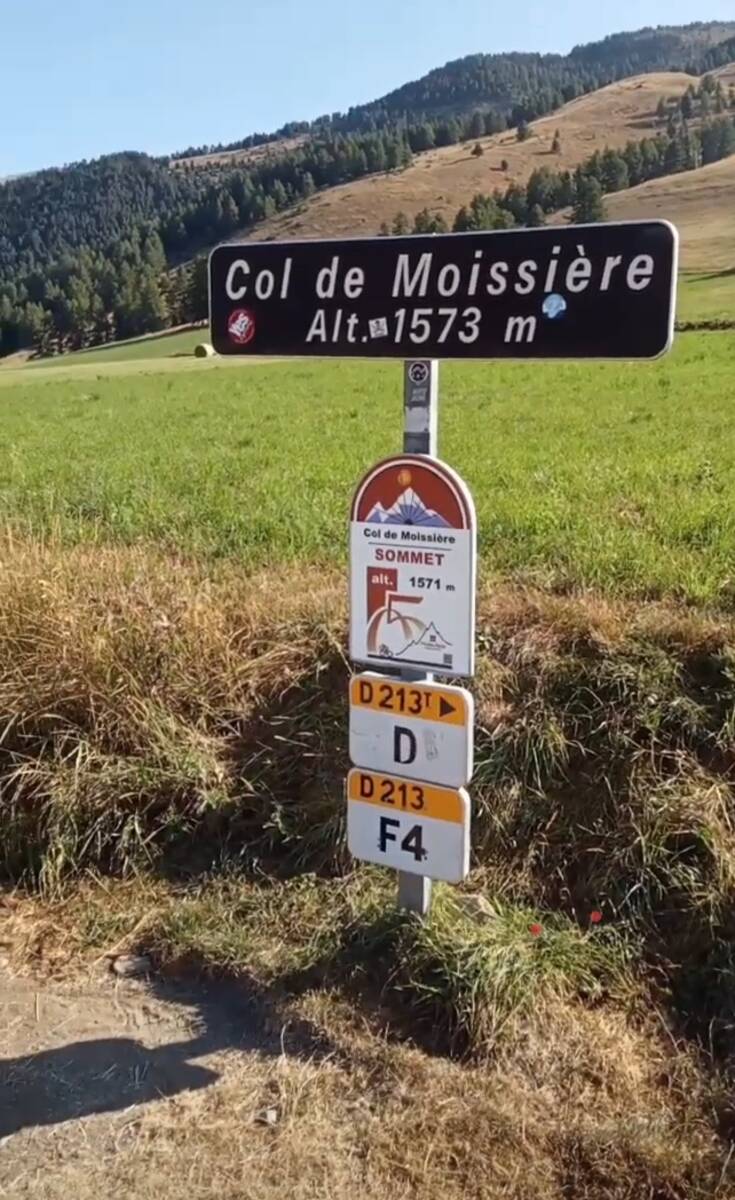 Col de Moissière
Alt. 1573 m
Col de Moissière
SOMMET
alt. 1571 m
D 213T
D
D 213
F4